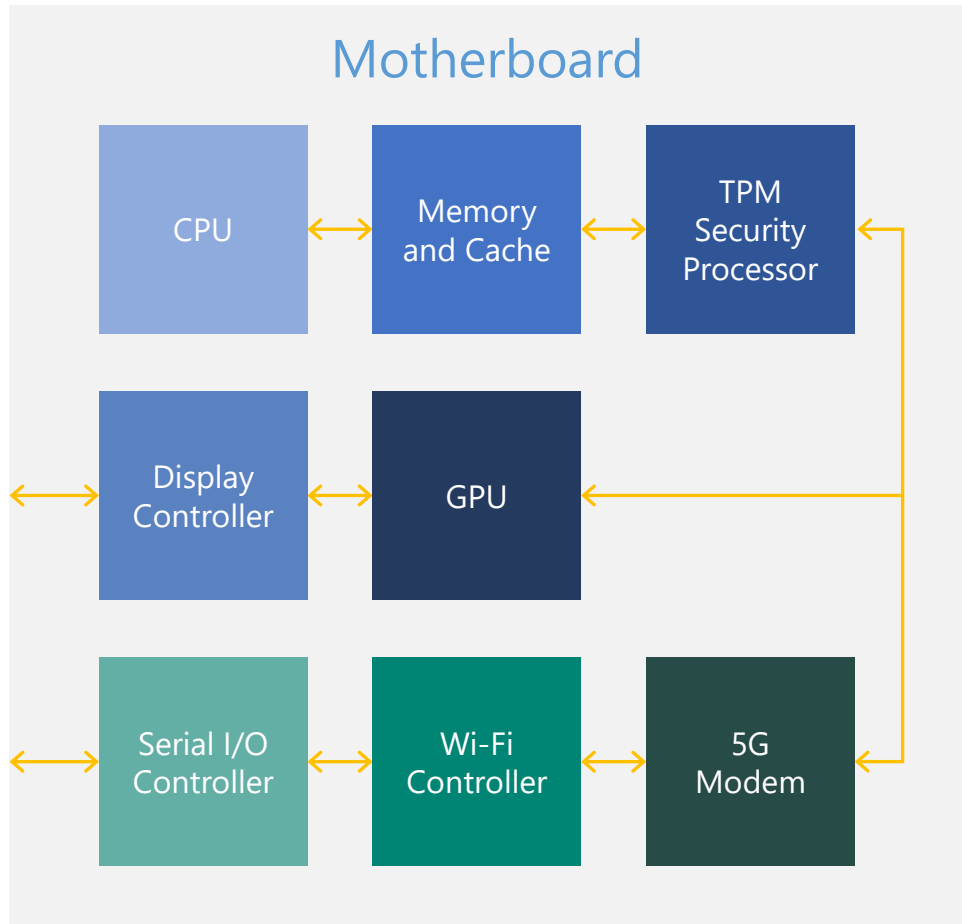 Motherboard
CPU
Memory
and Cache
TPM
Security
Processor
Display
Controller
GPU
Serial I/O
Controller
Wi-Fi
Controller
5G
Modem